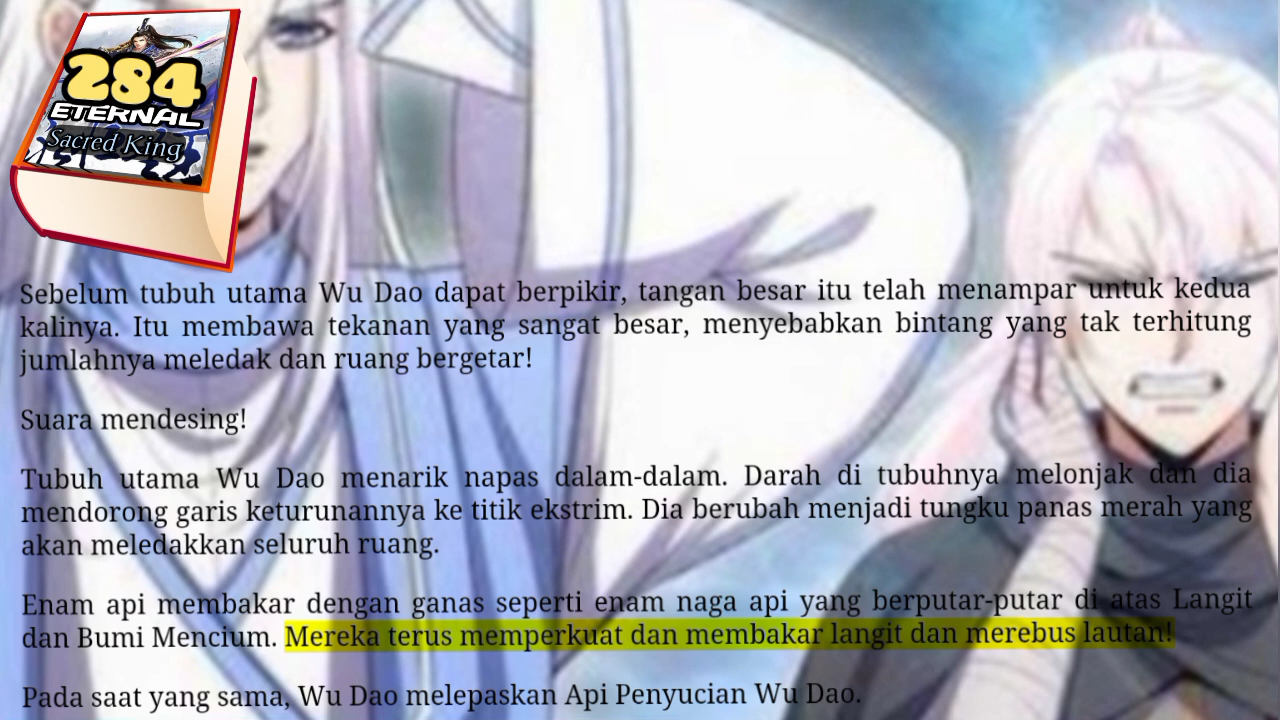 284
ETERNAL
Sacred King
Sebelum tubuh utama Wu Dao dapat berpikir, tangan besar itu telah menampar untuk kedua
kalinya. Itu membawa tekanan yang sangat besar, menyebabkan bintang yang tak terhitung
jumlahnya meledak dan ruang bergetar!
Suara mendesing!
Tubuh utama Wu Dao menarik napas dalam-dalam. Darah di tubuhnya melonjak dan dia
mendorong garis keturunannya ke titik ekstrim. Dia berubah menjadi tungku panas merah yang
akan meledakkan seluruh ruang.
Enam api membakar dengan ganas seperti enam naga api yang berputar-putar di atas Langit
dan Bumi Mencium. Mereka terus memperkuat dan membakar langit dan merebus lautan!
Pada saat yang sama, Wu Dao melepaskan Api Penyucian Wu Dao.